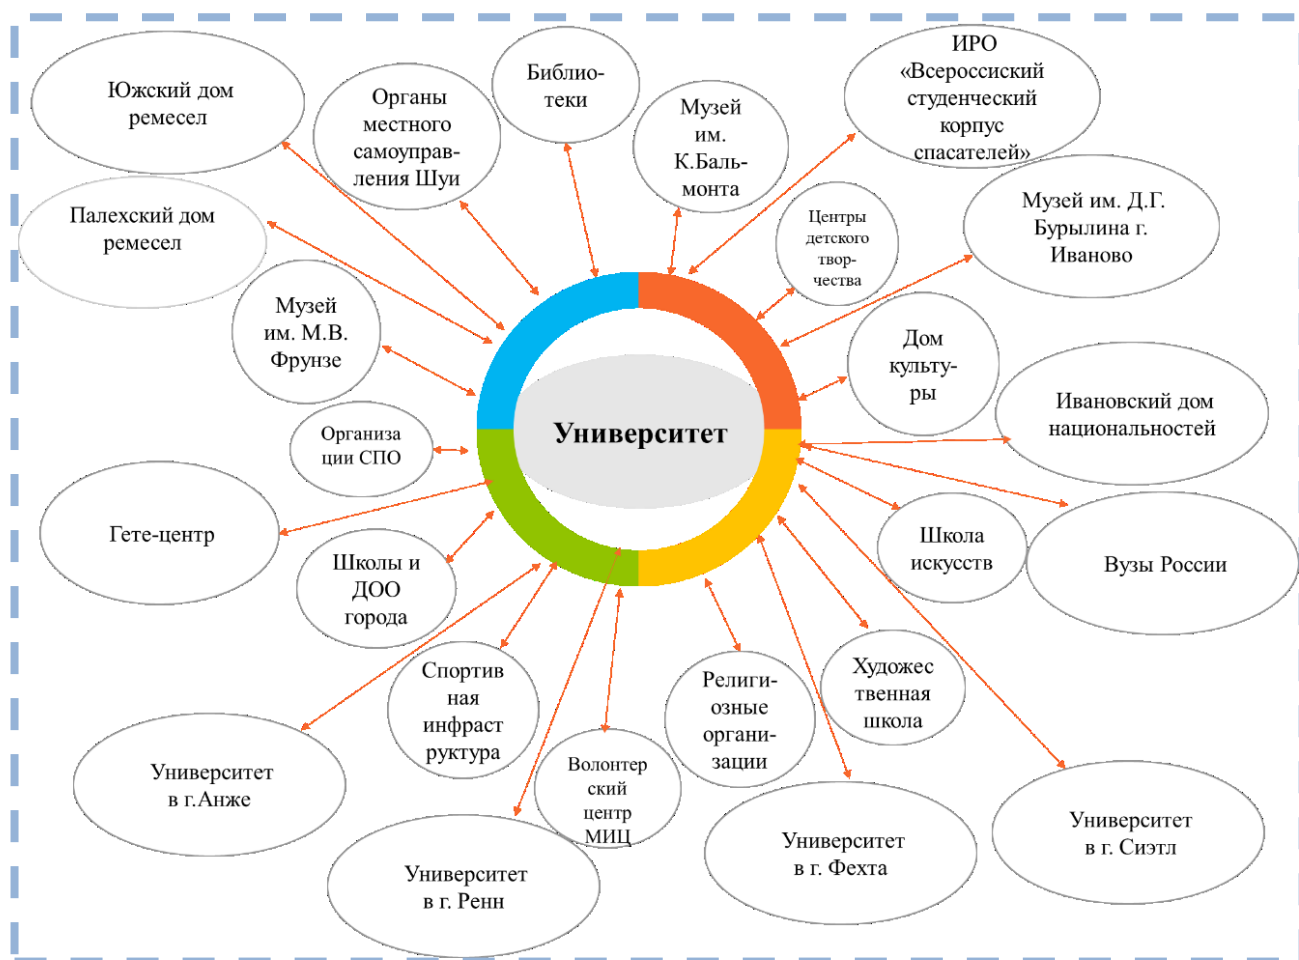 Южский дом
ремесел
Органы
местного
самоуправ-
ления Шуи
Библио-
теки
Музей
им.
К.Баль-
монта
ИРО
«Всероссиский
студенческий
корпус
спасателей»
Палехский дом
ремесел
Центры
детского
твор-
чества
Музей им. Д.Г.
Бурылина г.
Иваново
Музей
им. М.В.
Фрунзе
Дом
культу-
ры
Ивановский дом
национальностей
Университет
Организа
ции СПО
Гете-центр
Школы и
ДОО
города
Школа
искусств
Вузы России
Спортив
ная
инфраст
руктура
Религи-
озные
органи-
зации
Художес
твенная
школа
Университет
в г.Анже
Волонтер
ский
центр
МИЦ
Университет
в г. Ренн
Университет
в г. Фехта
Университет
в г. Сиэтл